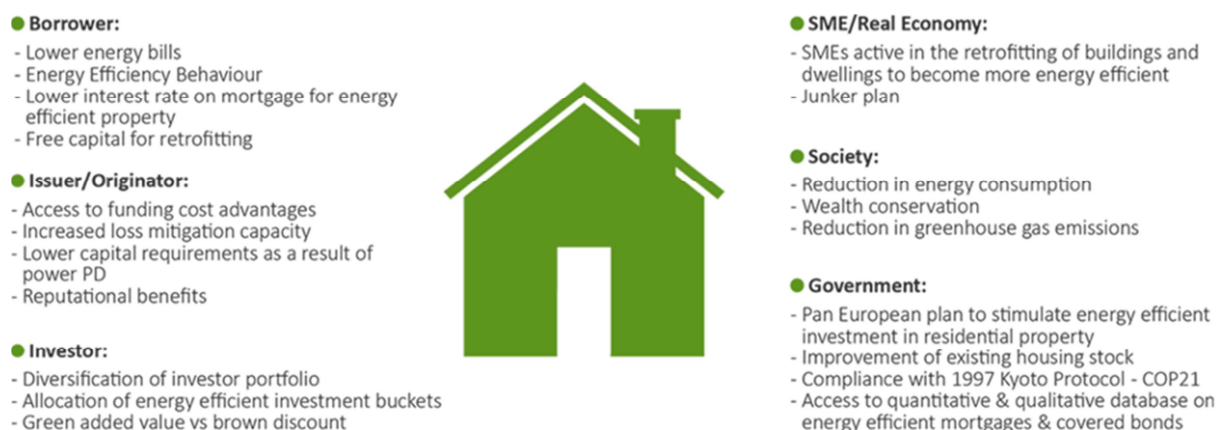 Borrower:
- Lower energy bills
- Energy Efficiency Behaviour
- Lower interest rate on mortgage for energy
efficient property
- Free capital for retrofitting
Issuer/Originator:
- Access to funding cost advantages
- Increased loss mitigation capacity
- Lower capital requirements as a result of
power PD
- Reputational benefits
Investor:
- Diversification of investor portfolio
- Allocation of energy efficient investment buckets
- Green added value vs brown discount
SME/Real Economy:
- SMEs active in the retrofitting of buildings and
dwellings to become more energy efficient
- Junker plan
Society:
- Reduction in energy consumption
- Wealth conservation
- Reduction in greenhouse gas emissions
Government:
- Pan European plan to stimulate energy efficient
investment in residential property
- Improvement of existing housing stock
- Compliance with 1997 Kyoto Protocol - COP21
- Access to quantitative & qualitative database on
energy efficient mortgages & covered bonds